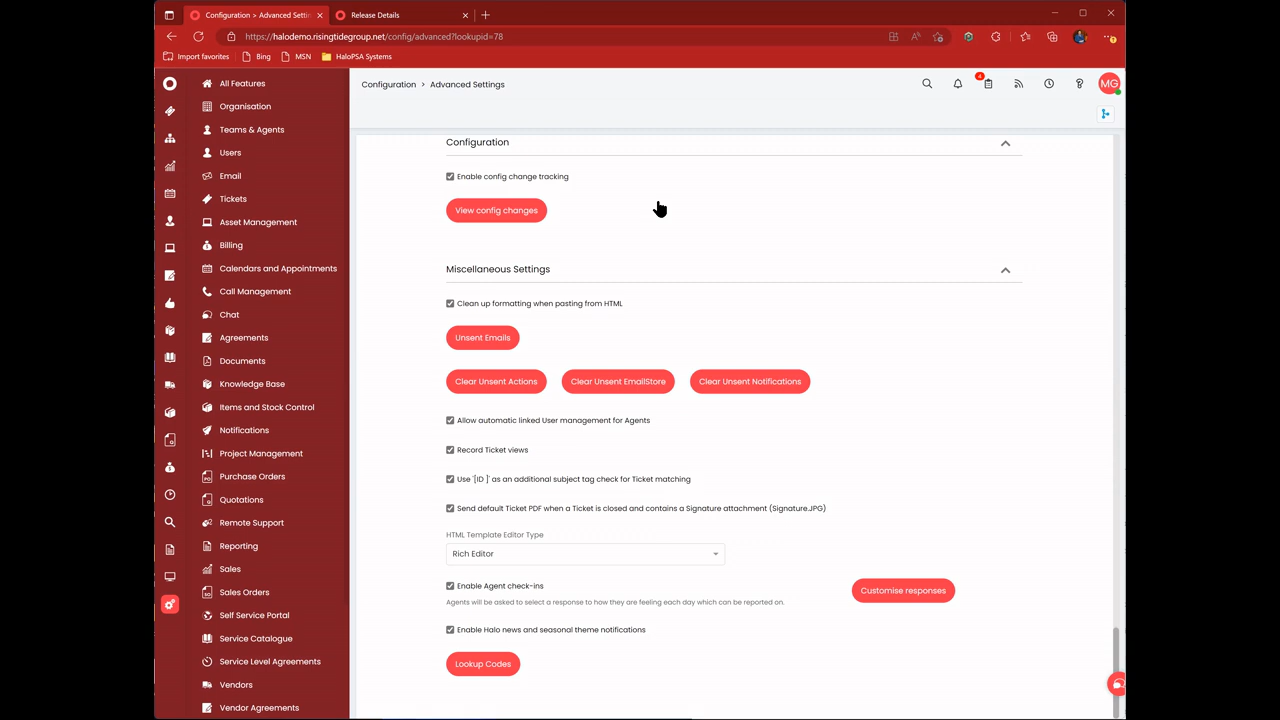 Configuration > Advanced Settin
Release Details
https://halodemo.risingtidegroup.net/config/advanced?lookupid=78
Import favorites
Bing
MSN
HaloPSA Systems
All Features
Organisation
Teams & Agents
Users
Email
Tickets
Asset Management
Billing
Calendars and Appointments
Call Management
Chat
Agreements
Documents
Knowledge Base
Items and Stock Control
Notifications
Project Management
Purchase Orders
Quotations
Remote Support
Reporting
Sales
Sales Orders
Self Service Portal
Service Catalogue
Service Level Agreements
Vendors
Vendor Agreements
Configuration > Advanced Settings
4
MG
Configuration
Enable config change tracking
View config changes
Miscellaneous Settings
Clean up formatting when pasting from HTML
Unsent Emails
Clear Unsent Actions
Clear Unsent EmailStore
Clear Unsent Notifications
Allow automatic linked User management for Agents
Record Ticket views
Use '[ID ]' as an additional subject tag check for Ticket matching
Send default Ticket PDF when a Ticket is closed and contains a Signature attachment (Signature.JPG)
HTML Template Editor Type
Rich Editor
Enable Agent check-ins
Customise responses
Agents will be asked to select a response to how they are feeling each day which can be reported on.
Enable Halo news and seasonal theme notifications
Lookup Codes